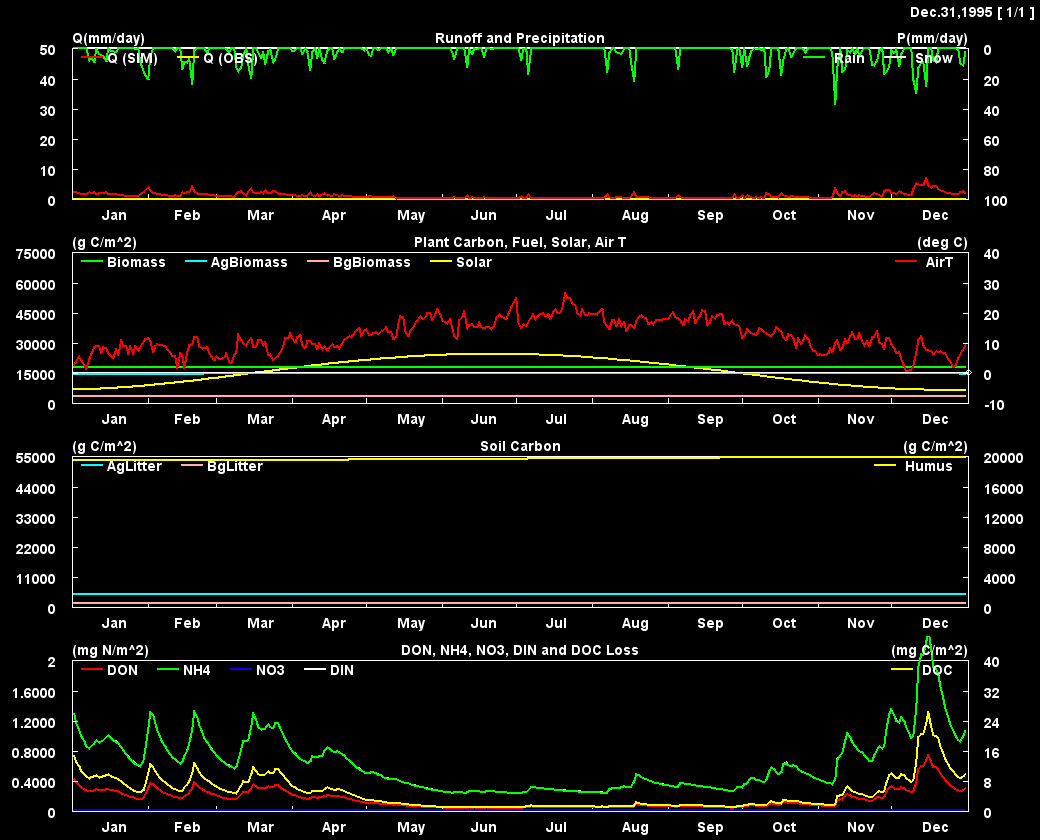 Dec.31,1995 [ 1/1 ]
Q(mm/day) Runoff and Precipitation P(mm/day)
50 0
Q (SIM) Q (OBS) Rain Snow
40 20
30 40
20 60
10 80
0 100
Jan Feb Mar Apr May Jun Jul Aug Sep Oct Nov Dec
(g C/m^2) Plant Carbon, Fuel, Solar, Air T (deg C)
75000 40
Biomass AgBiomass BgBiomass Solar AirT
60000 30
45000 20
30000 10
15000 0
0 -10
Jan Feb Mar Apr May Jun Jul Aug Sep Oct Nov Dec
(g C/m^2) Soil Carbon (g C/m^2)
55000 20000
AgLitter BgLitter Humus
44000 16000
33000 12000
22000 8000
11000 4000
0 0
Jan Feb Mar Apr May Jun Jul Aug Sep Oct Nov Dec
(mg N/m^2) DON, NH4, NO3, DIN and DOC Loss (mg C/m^2)
2 40
DON NH4 NO3 DIN DOC
1.6000 32
1.2000 24
0.8000 16
0.4000 8
0 0
Jan Feb Mar Apr May Jun Jul Aug Sep Oct Nov Dec